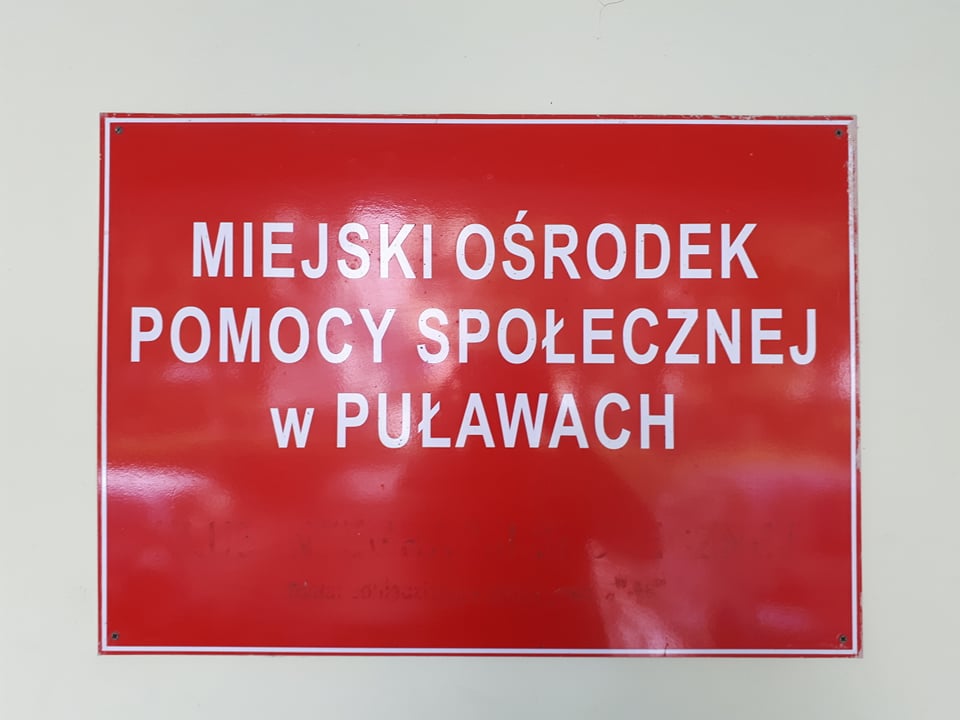 MIEJSKI OŚRODEK
POMOCY SPOŁECZNEJ
w PUŁAWACH